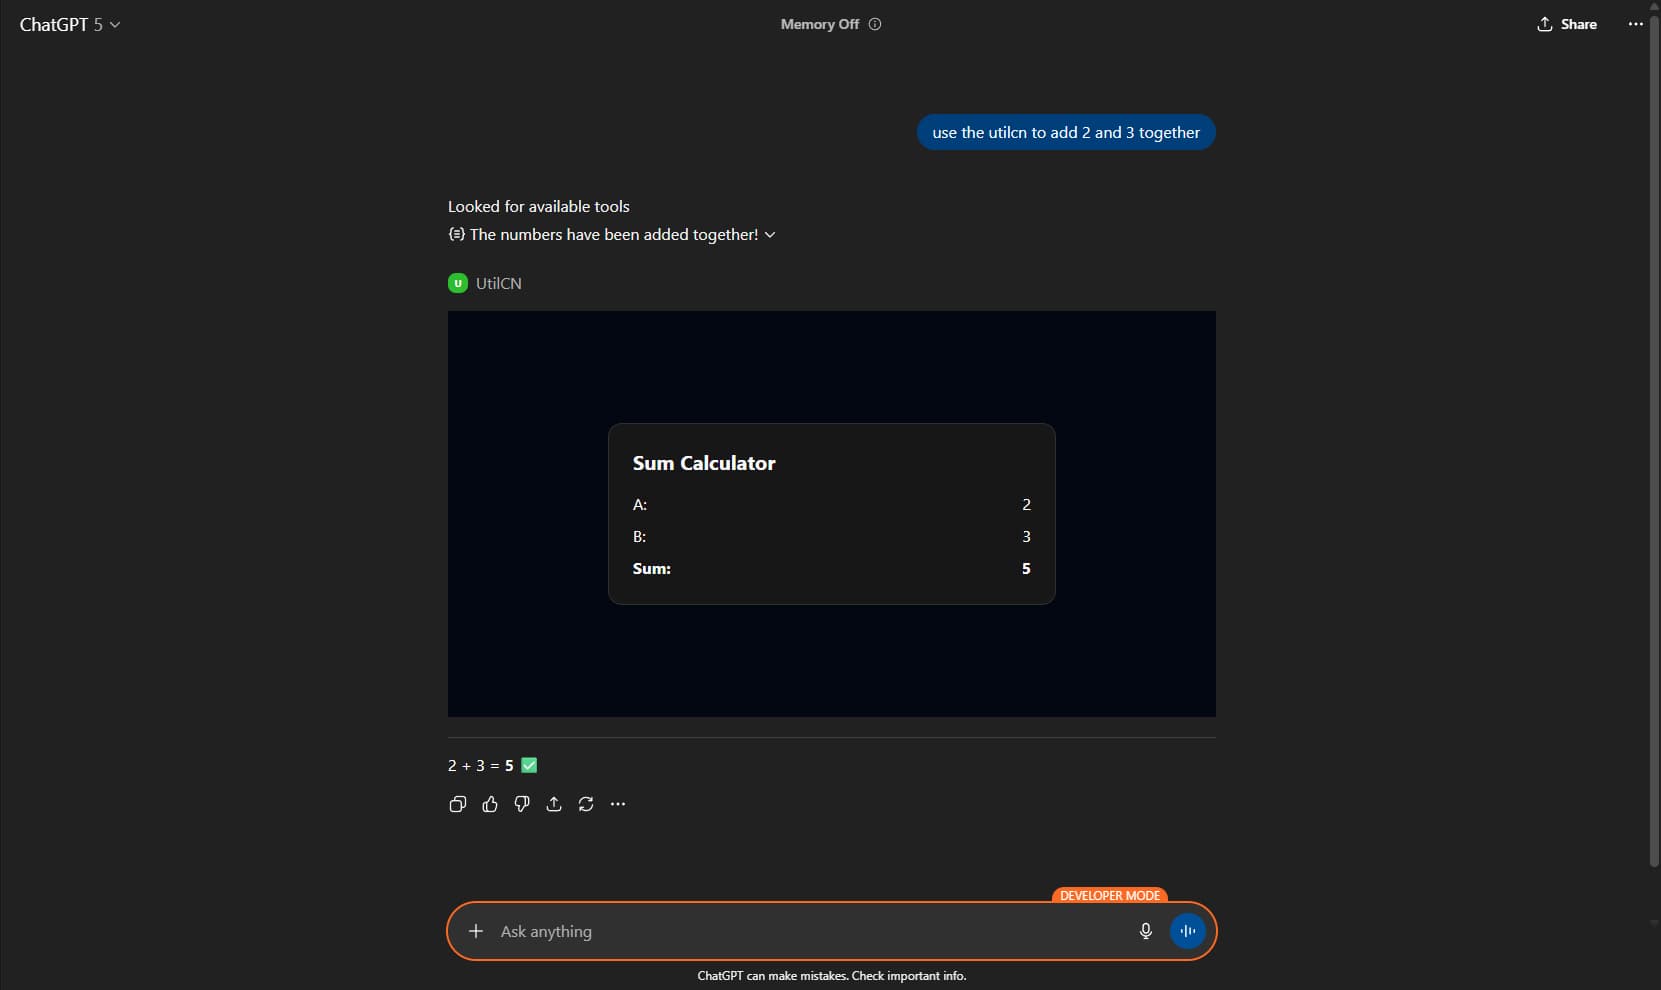 ChatGPT 5
Memory Off
Share
use the utilcn to add 2 and 3 together
Looked for available tools
The numbers have been added together!
U UtilCN
Sum Calculator
A: 2
B: 3
Sum: 5
2 + 3 = 5 ✅
DEVELOPER MODE
Ask anything
ChatGPT can make mistakes. Check important info.